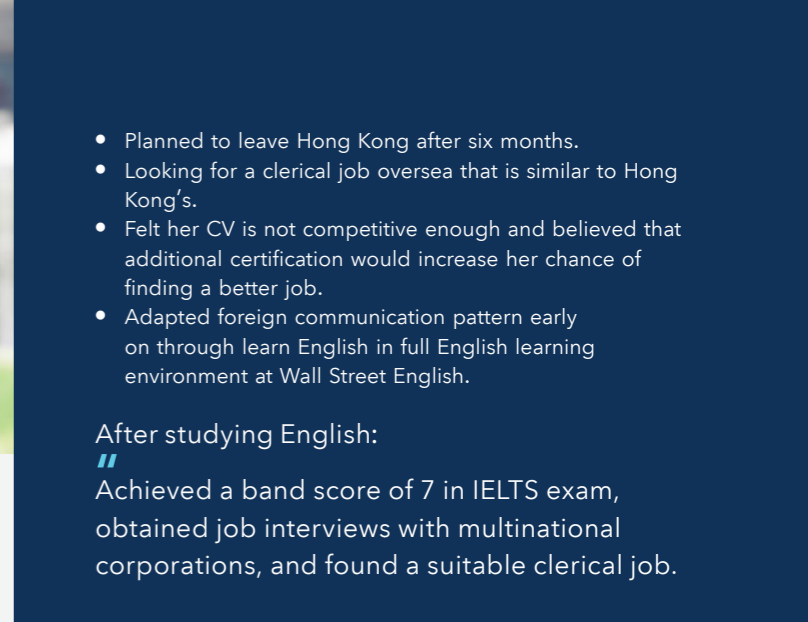 • Planned to leave Hong Kong after six months.
• Looking for a clerical job oversea that is similar to Hong
Kong's.
• Felt her CV is not competitive enough and believed that
additional certification would increase her chance of
finding a better job.
• Adapted foreign communication pattern early
on through learn English in full English learning
environment at Wall Street English.
After studying English:
"
Achieved a band score of 7 in IELTS exam,
obtained job interviews with multinational
corporations, and found a suitable clerical job.